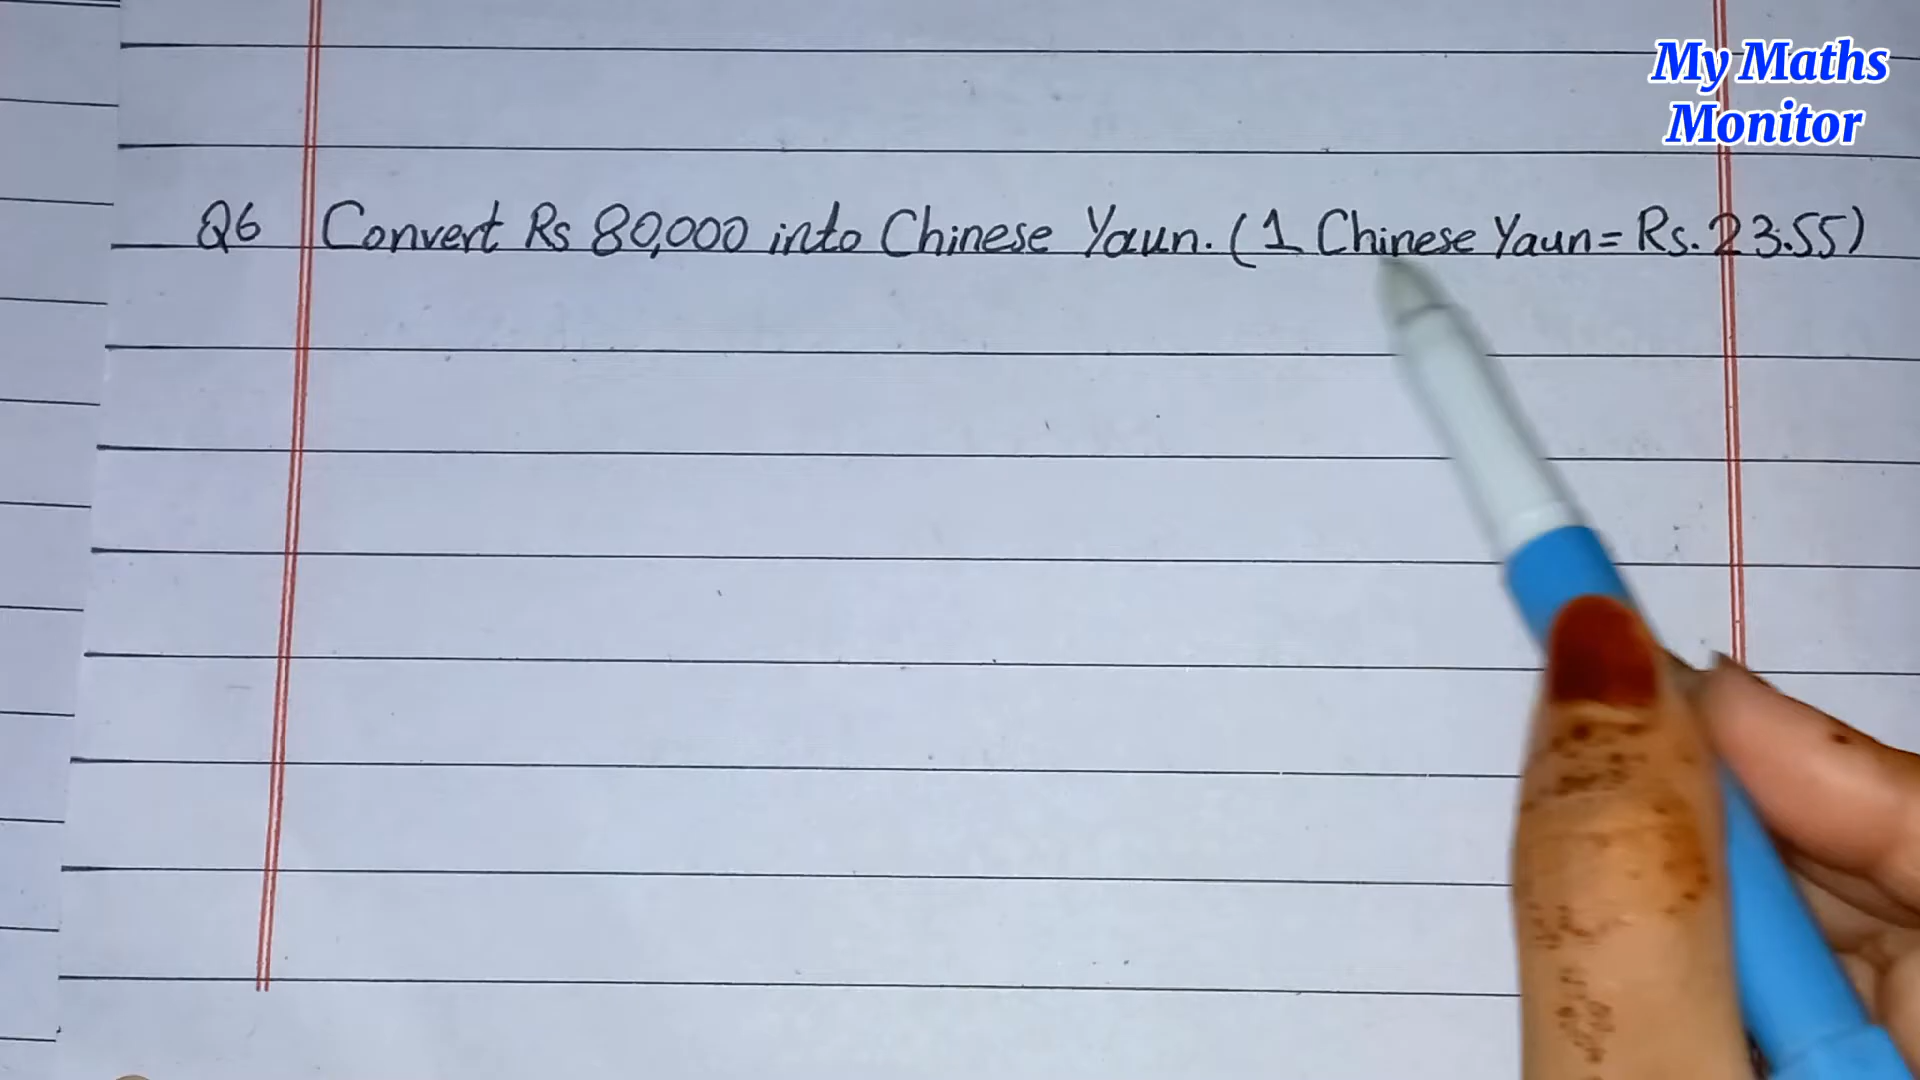 My Maths
Monitor
Q6 Convert Rs 80,000 into Chinese Yaun. (1 Chinese Yaun = Rs. 23.55)